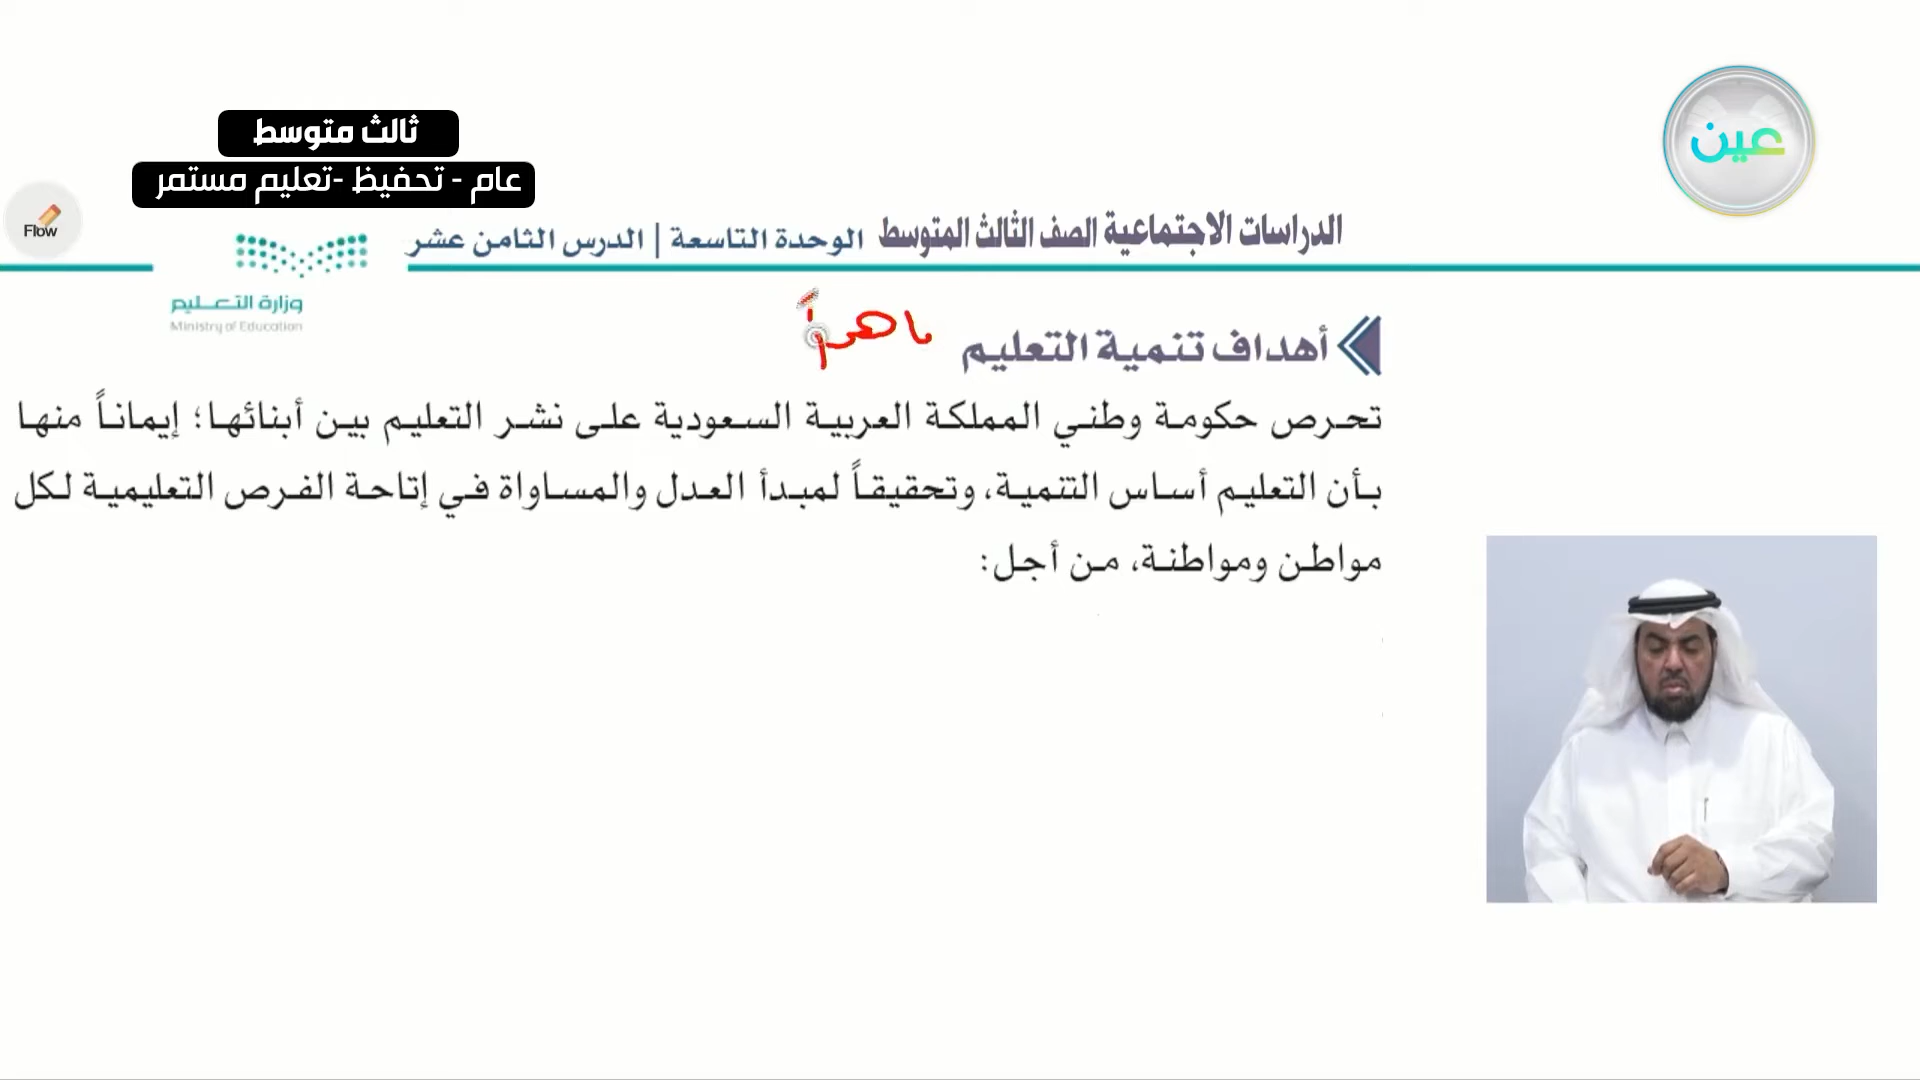 عين
ثالث متوسط
عام - تحفيظ -تعليم مستمر
Flow
الدراسات الاجتماعية الصف الثالث المتوسط الوحدة التاسعة | الدرس الثامن عشر
وزارة التعـــليم
Ministry of Education
أهداف تنمية التعليم
تحرص حكومة وطني المملكة العربية السعودية على نشر التعليم بين أبنائها؛ إيماناً منها
بأن التعليم أساس التنمية، وتحقيقاً لمبدأ العدل والمساواة في إتاحة الفرص التعليمية لكل
مواطن ومواطنة، من أجل: